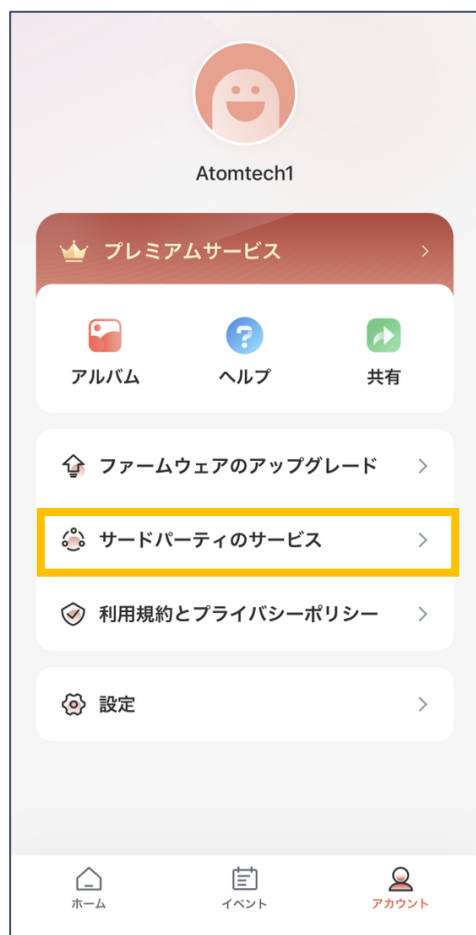 Atomtech1
プレミアムサービス
アルバム ヘルプ 共有
ファームウェアのアップグレード
サードパーティのサービス
利用規約とプライバシーポリシー
設定
ホーム イベント アカウント